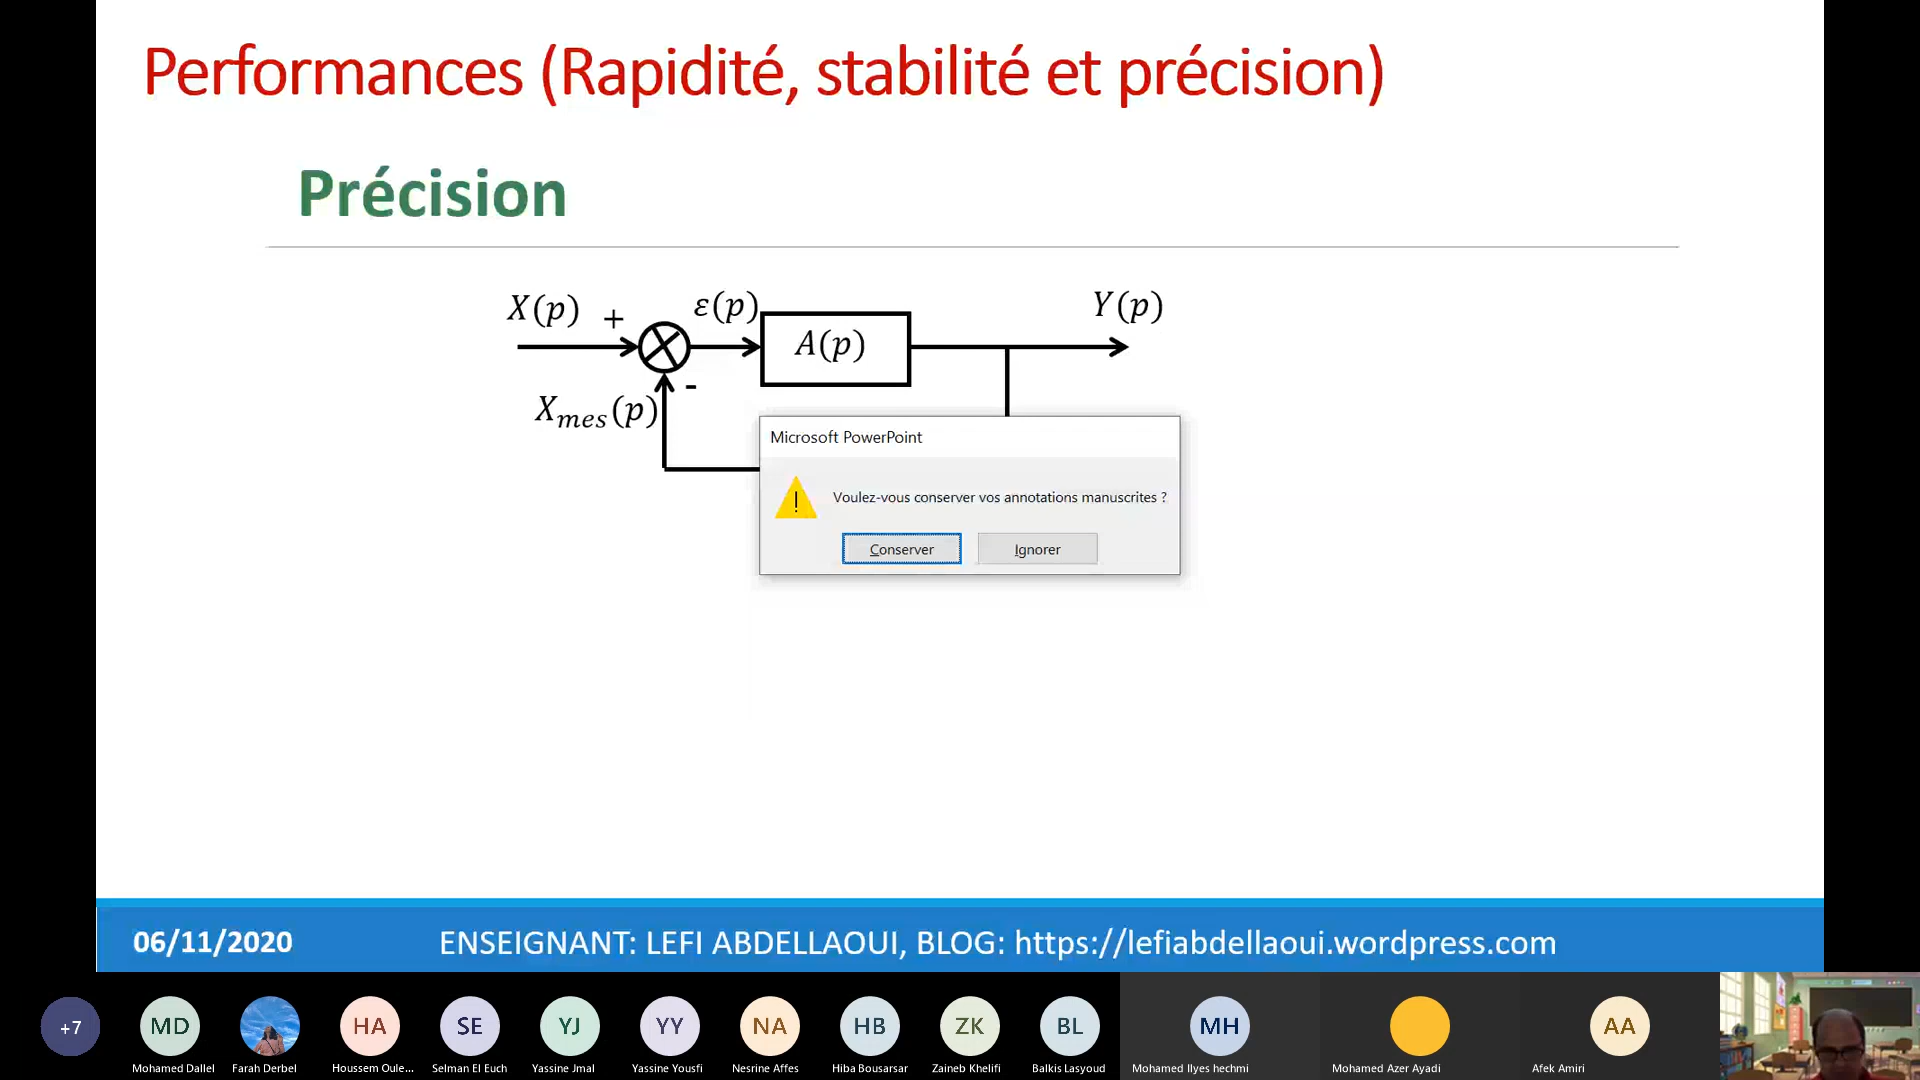 Performances (Rapidité, stabilité et précision)
Précision
X(p)
+
ε(p)
A(p)
Y(p)
-
X_mes(p)
Microsoft PowerPoint
!
Voulez-vous conserver vos annotations manuscrites ?
Conserver
Ignorer
06/11/2020
ENSEIGNANT: LEFI ABDELLAOUI, BLOG: https://lefiabdellaoui.wordpress.com
+7
MD
HA
SE
YJ
YY
NA
HB
ZK
BL
MH
AA
Mohamed Dallel
Farah Derbel
Houssem Oule...
Selman El Euch
Yassine Jmal
Yassine Yousfi
Nesrine Affes
Hiba Bousarsar
Zaineb Khelifi
Balkis Lasyoud
Mohamed Ilyes hechmi
Mohamed Azer Ayadi
Afek Amiri